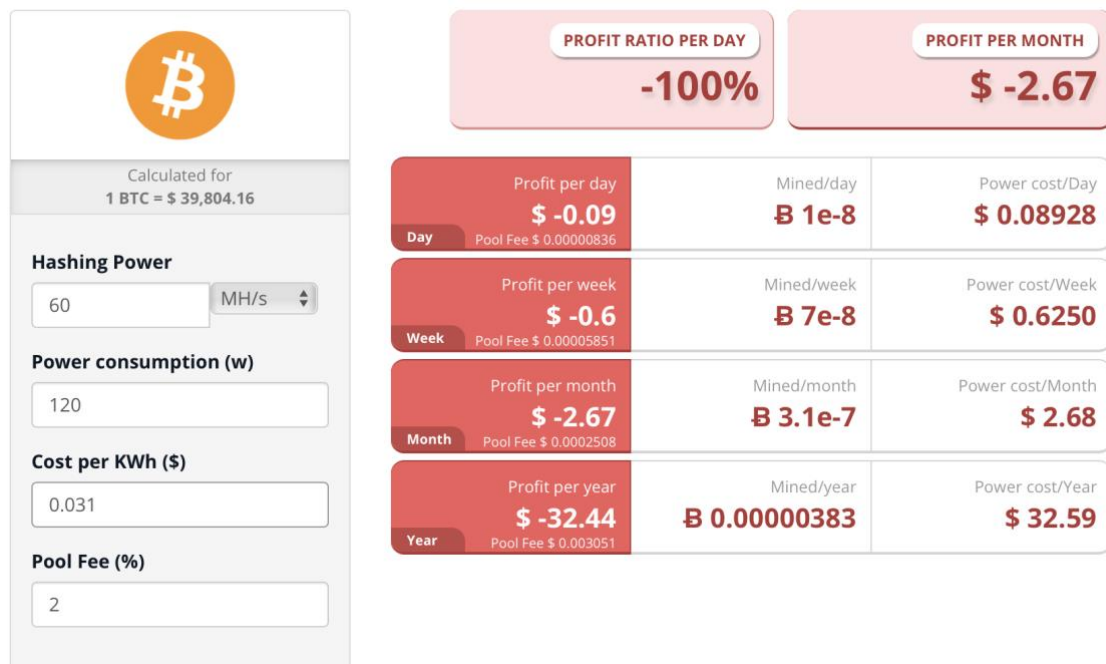 Calculated for
1 BTC = $ 39,804.16
Hashing Power
60
MH/s
Power consumption (w)
120
Cost per KWh ($)
0.031
Pool Fee (%)
2
PROFIT RATIO PER DAY
-100%
PROFIT PER MONTH
$ -2.67
Profit per day
$ -0.09
Day
Pool Fee $ 0.00000836
Mined/day
Ƀ 1e-8
Power cost/Day
$ 0.08928
Profit per week
$ -0.6
Week
Pool Fee $ 0.00005851
Mined/week
Ƀ 7e-8
Power cost/Week
$ 0.6250
Profit per month
$ -2.67
Month
Pool Fee $ 0.0002508
Mined/month
Ƀ 3.1e-7
Power cost/Month
$ 2.68
Profit per year
$ -32.44
Year
Pool Fee $ 0.003051
Mined/year
Ƀ 0.00000383
Power cost/Year
$ 32.59